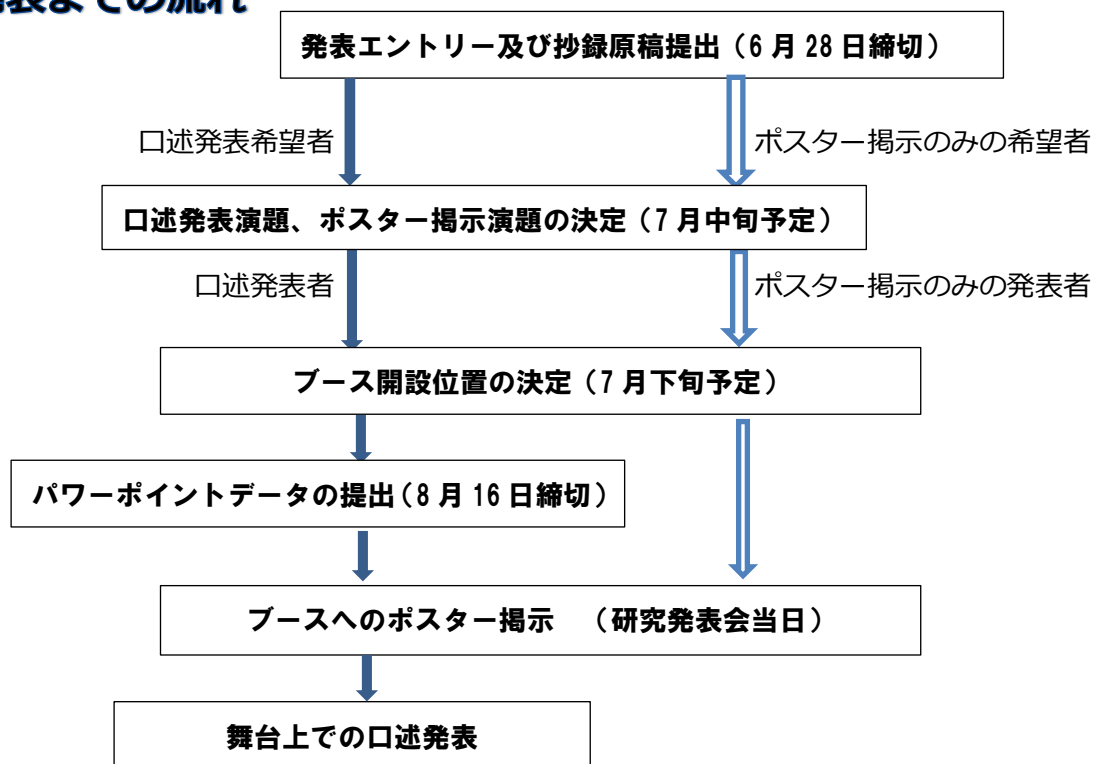 表までの流れ
発表エントリー及び抄録原稿提出（6月28日締切）
口述発表希望者
ポスター掲示のみの希望者
口述発表演題、ポスター掲示演題の決定（7月中旬予定）
口述発表者
ポスター掲示のみの発表者
ブース開設位置の決定（7月下旬予定）
パワーポイントデータの提出（8月16日締切）
ブースへのポスター掲示　（研究発表会当日）
舞台上での口述発表